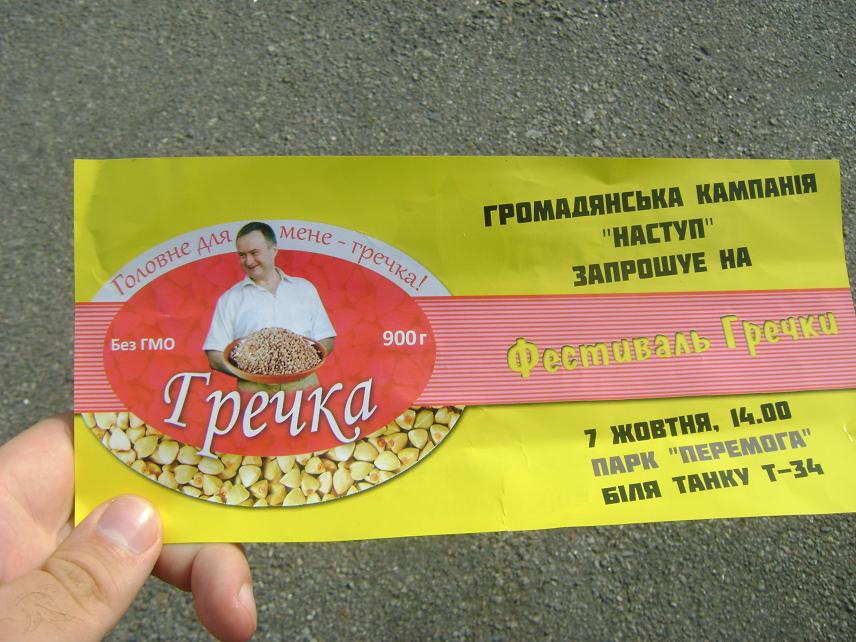 Головне для мене - гречка!
Без ГМО
900 г
Гречка
ГРОМАДЯНСЬКА КАМПАНІЯ
"НАСТУП"
ЗАПРОШУЄ НА
Фестиваль Гречки
7 ЖОВТНЯ, 14.00
ПАРК "ПЕРЕМОГА"
БІЛЯ ТАНКУ Т-34